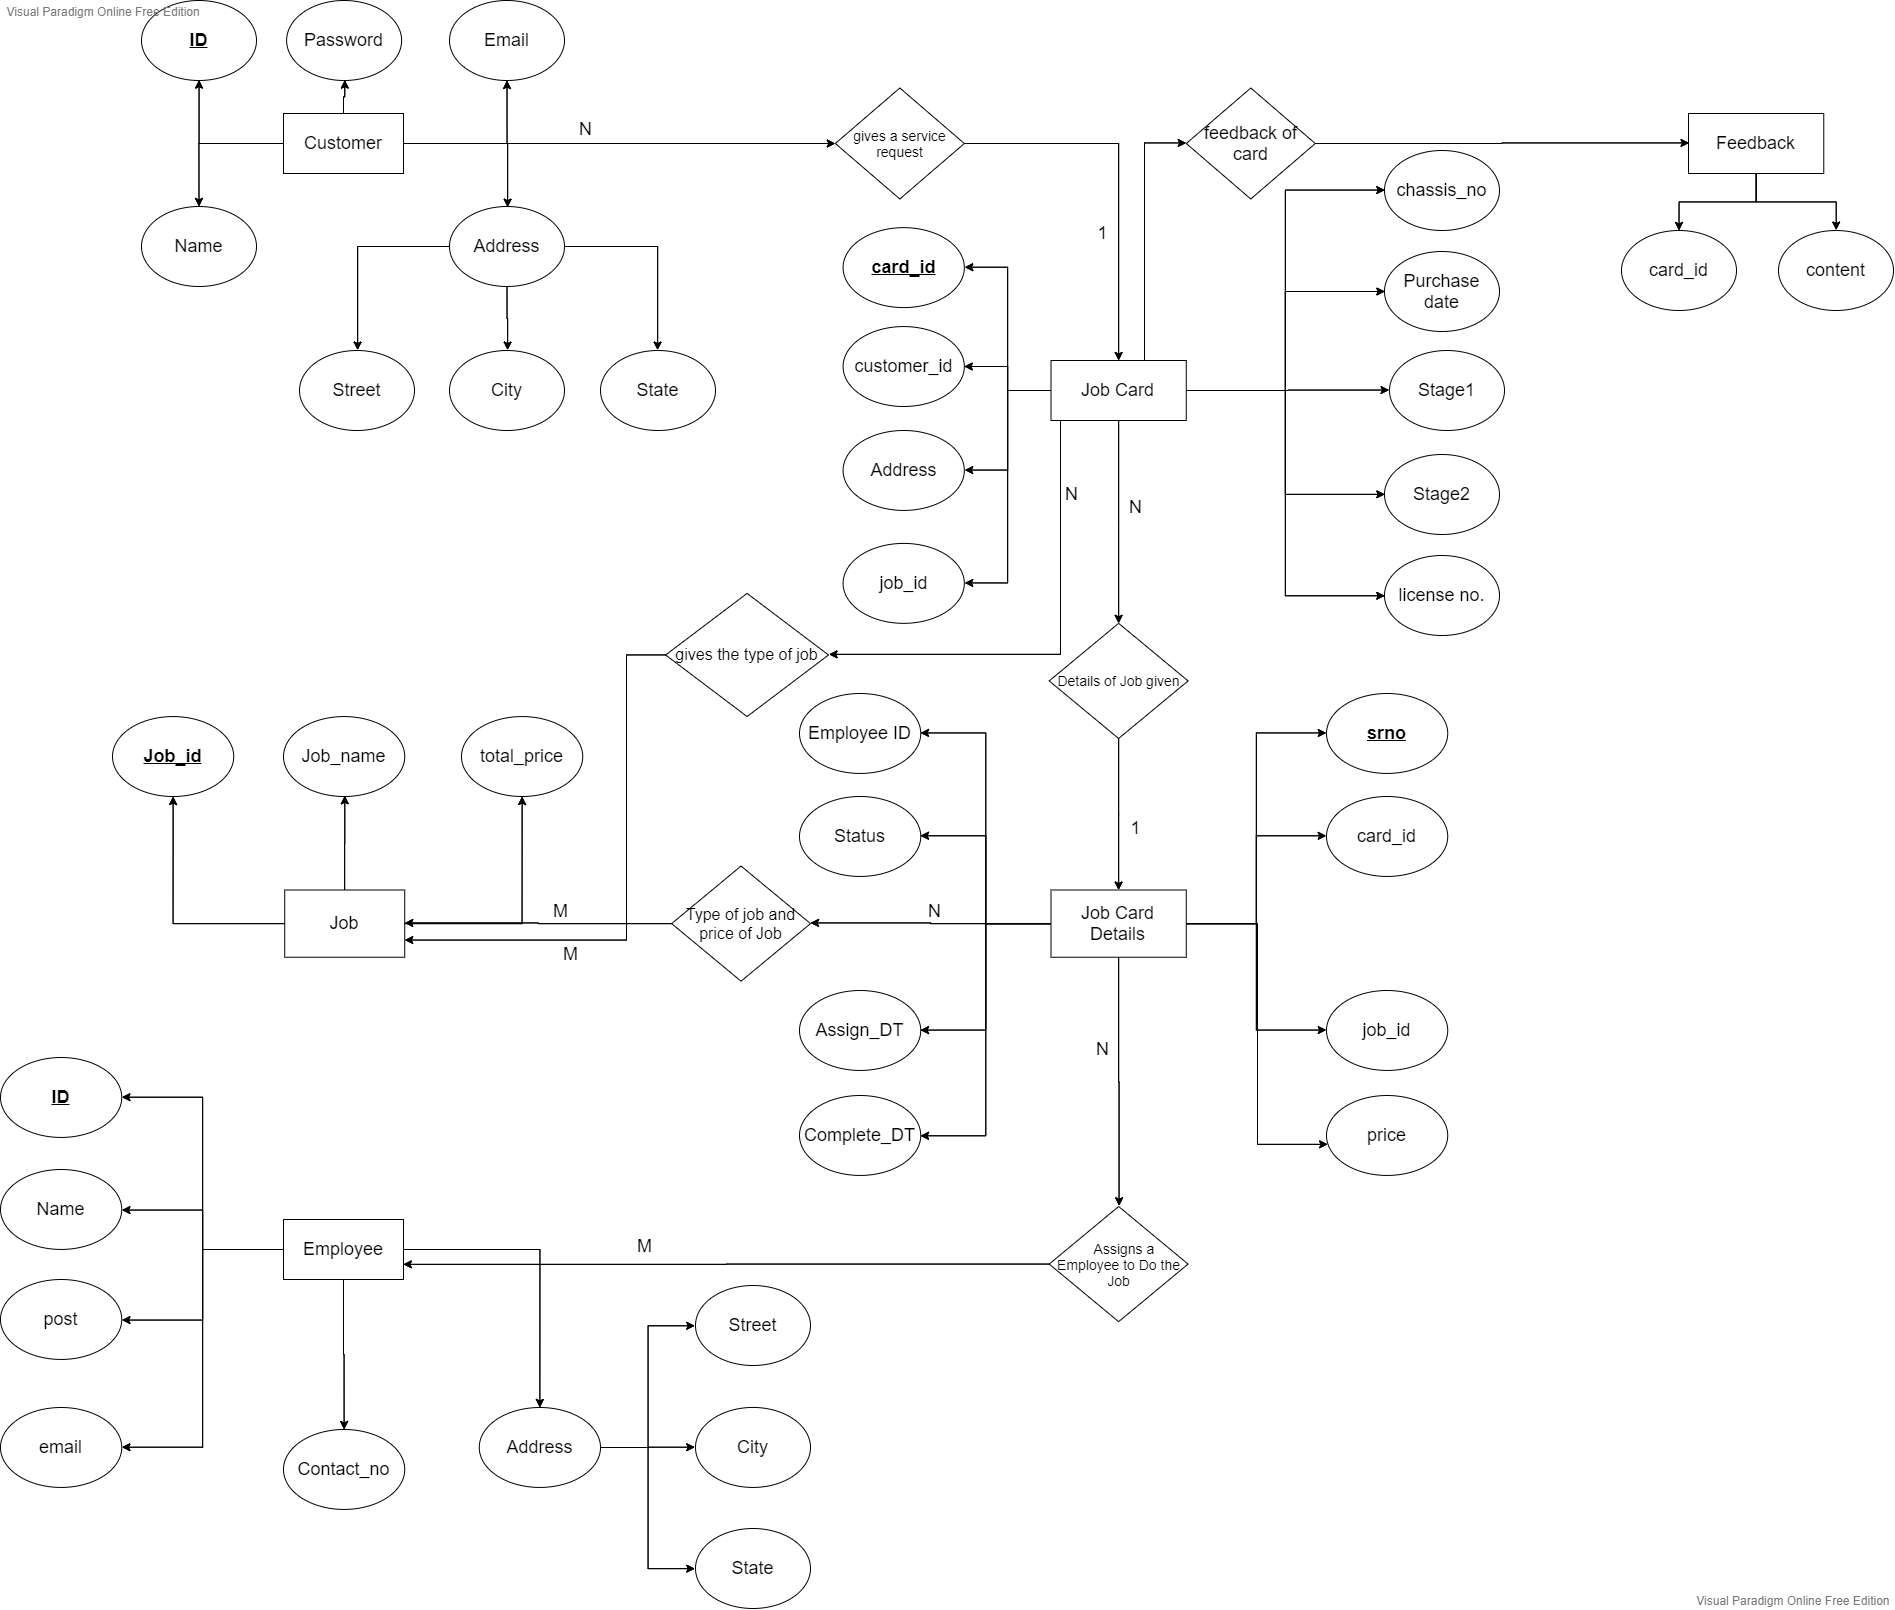 Visual Paradigm Online Free Edition
ID
Password
Email
Customer
N
gives a service
request
feedback of
card
Feedback
chassis_no
Name
Address
1
card_id
card_id
content
Purchase
date
customer_id
Street
City
State
Job Card
Stage1
Address
N
N
Stage2
job_id
license no.
gives the type of job
Details of Job given
Employee ID
srno
Job_id
Job_name
total_price
Status
1
card_id
Job
M
M
Type of job and
price of Job
N
Job Card
Details
Assign_DT
N
job_id
ID
Complete_DT
price
Name
Employee
M
Assigns a
Employee to Do the
Job
post
Street
email
Contact_no
Address
City
State
Visual Paradigm Online Free Edition